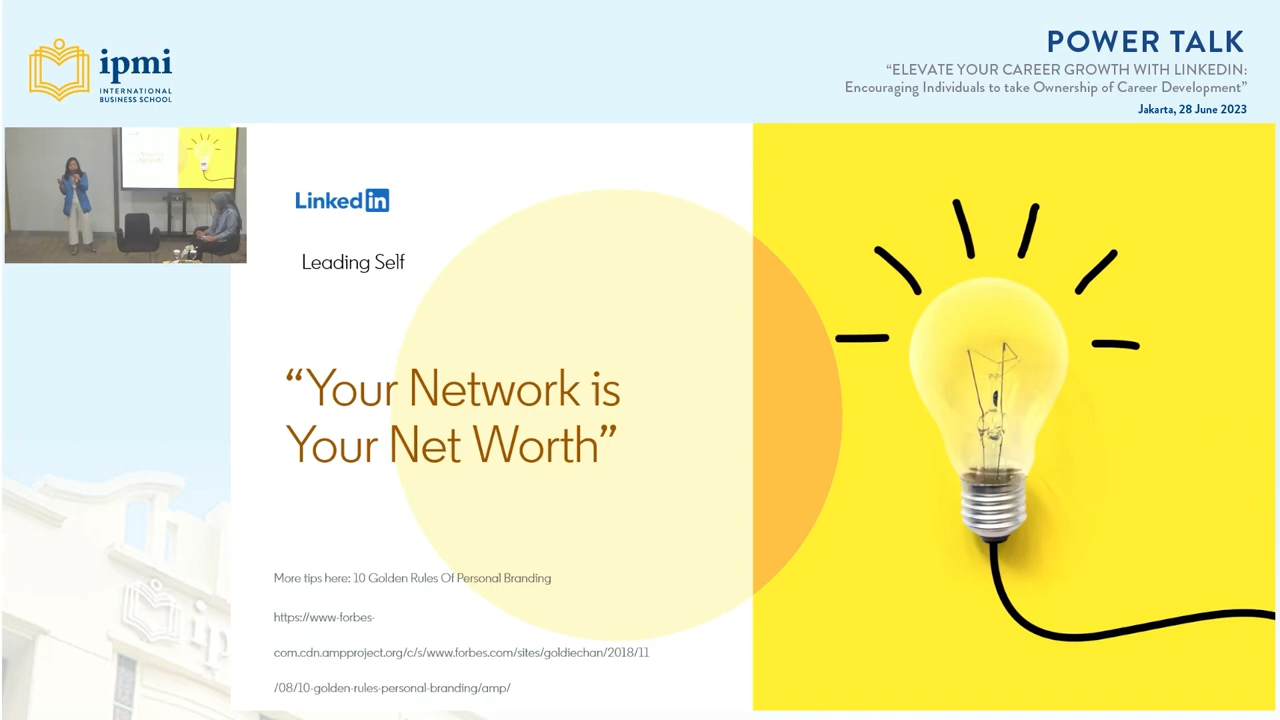 ipmi
INTERNATIONAL
BUSINESS SCHOOL
POWER TALK
“ELEVATE YOUR CAREER GROWTH WITH LINKEDIN:
Encouraging Individuals to take Ownership of Career Development”
Jakarta, 28 June 2023
Linkedin
Leading Self
“Your Network is
Your Net Worth”
More tips here: 10 Golden Rules Of Personal Branding
https://www-forbes-
com.cdn.ampproject.org/c/s/www.forbes.com/sites/goldiechan/2018/11
/08/10-golden-rules-personal-branding/amp/